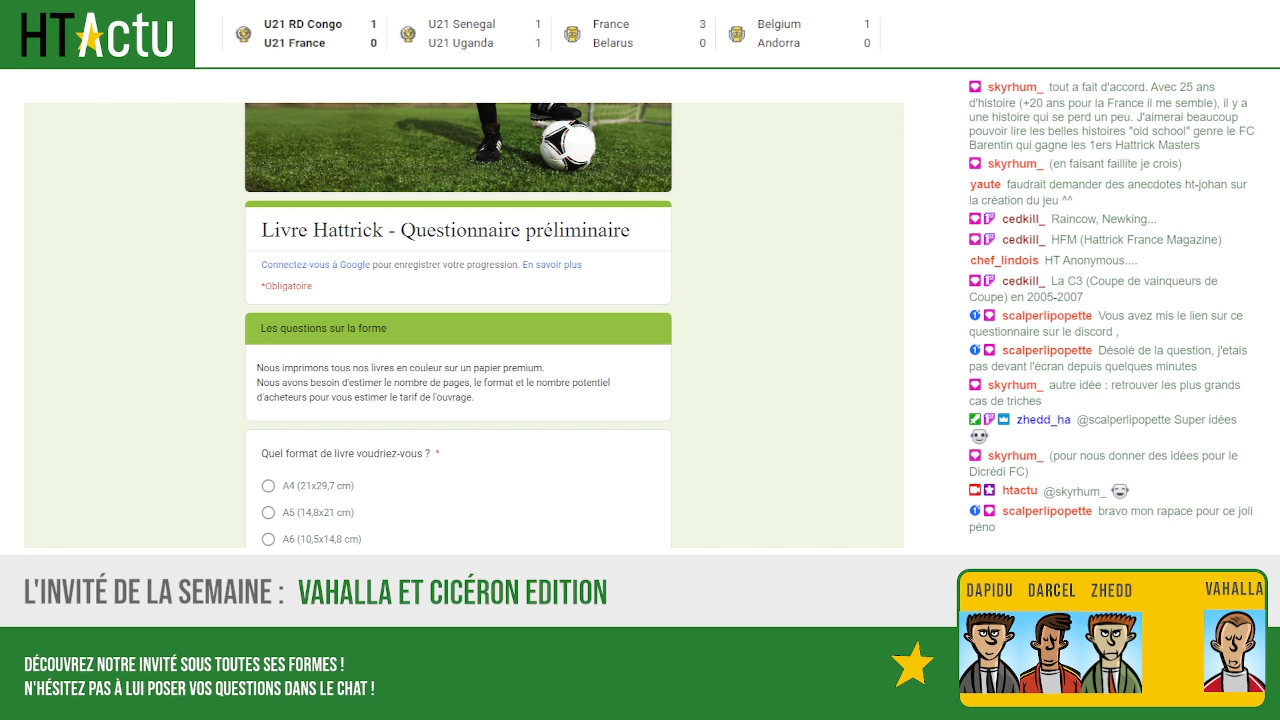 HTActu
U21 RD Congo 1
U21 France 0
U21 Senegal 1
U21 Uganda 1
France 3
Belarus 0
Belgium 1
Andorra 0
Livre Hattrick - Questionnaire préliminaire
Connectez-vous à Google pour enregistrer votre progression. En savoir plus
*Obligatoire
Les questions sur la forme
Nous imprimons tous nos livres en couleur sur un papier premium.
Nous avons besoin d'estimer le nombre de pages, le format et le nombre potentiel
d'acheteurs pour vous estimer le tarif de l'ouvrage.
Quel format de livre voudriez-vous ? *
A4 (21x29,7 cm)
A5 (14,8x21 cm)
A6 (10,5x14,8 cm)
skyrhum_ tout a fait d'accord. Avec 25 ans
d'histoire (+20 ans pour la France il me semble), il y a
une histoire qui se perd un peu. J'aimerai beaucoup
pouvoir lire les belles histoires "old school" genre le FC
Barentin qui gagne les 1ers Hattrick Masters
skyrhum_ (en faisant faillite je crois)
yaute faudrait demander des anecdotes ht-johan sur
la création du jeu ^^
cedkill_ Raincow, Newking...
cedkill_ HFM (Hattrick France Magazine)
chef_lindois HT Anonymous....
cedkill_ La C3 (Coupe de vainqueurs de
Coupe) en 2005-2007
scalperlipopette Vous avez mis le lien sur ce
questionnaire sur le discord ,
scalperlipopette Désolé de la question, j'etais
pas devant l'écran depuis quelques minutes
skyrhum_ autre idée : retrouver les plus grands
cas de triches
zhedd_ha @scalperlipopette Super idées
skyrhum_ (pour nous donner des idées pour le
Dicrédi FC)
htactu @skyrhum_
scalperlipopette bravo mon rapace pour ce joli
péno
L'INVITÉ DE LA SEMAINE : VAHALLA ET CICÉRON EDITION
DÉCOUVREZ NOTRE INVITÉ SOUS TOUTES SES FORMES !
N'HÉSITEZ PAS À LUI POSER VOS QUESTIONS DANS LE CHAT !
DAPIDU DARCEL ZHEDD VAHALLA